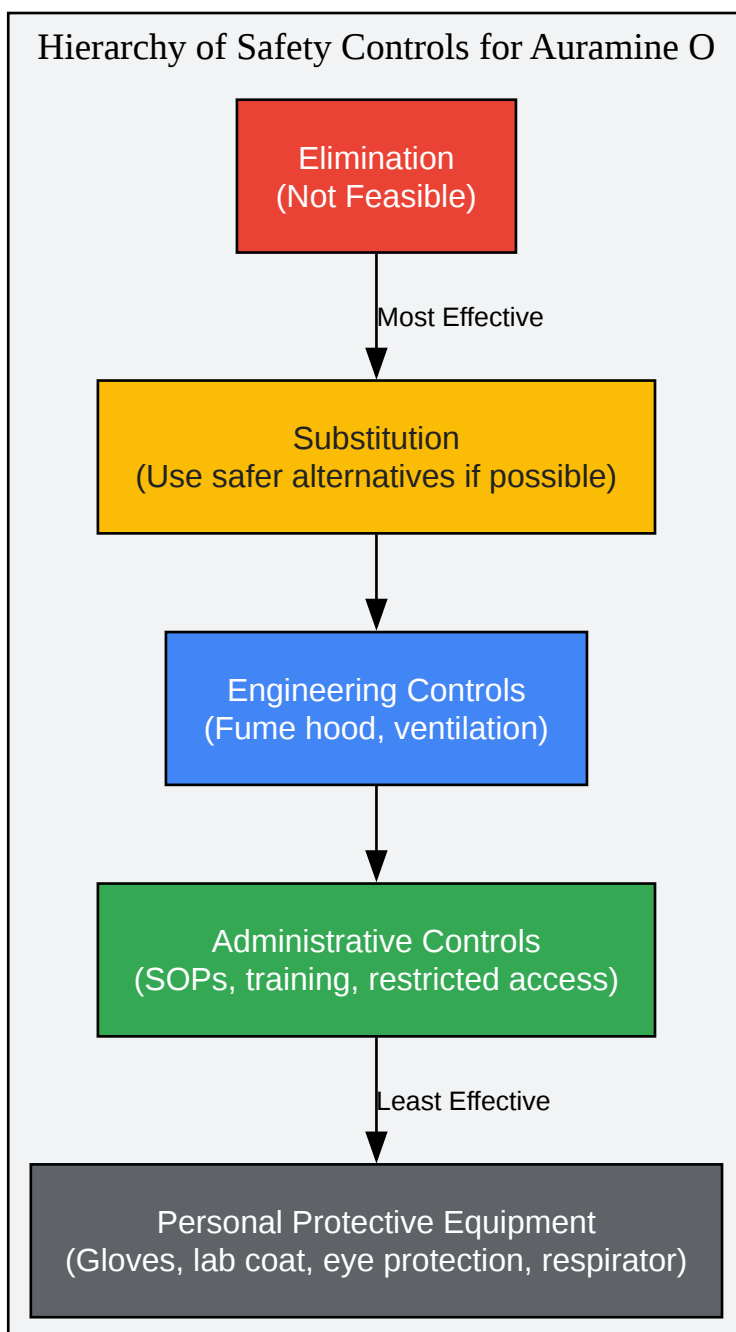 Hierarchy of Safety Controls for Auramine O
Elimination
(Not Feasible)
Most Effective
Substitution
(Use safer alternatives if possible)
Engineering Controls
(Fume hood, ventilation)
Administrative Controls
(SOPs, training, restricted access)
Least Effective
Personal Protective Equipment
(Gloves, lab coat, eye protection, respirator)